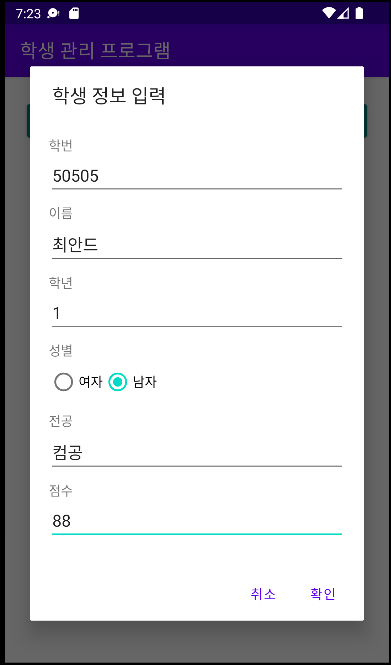 7:23
학생 관리 프로그램
학생 정보 입력
학번
50505
이름
최안드
학년
1
성별
여자 남자
전공
컴공
점수
88
취소 확인